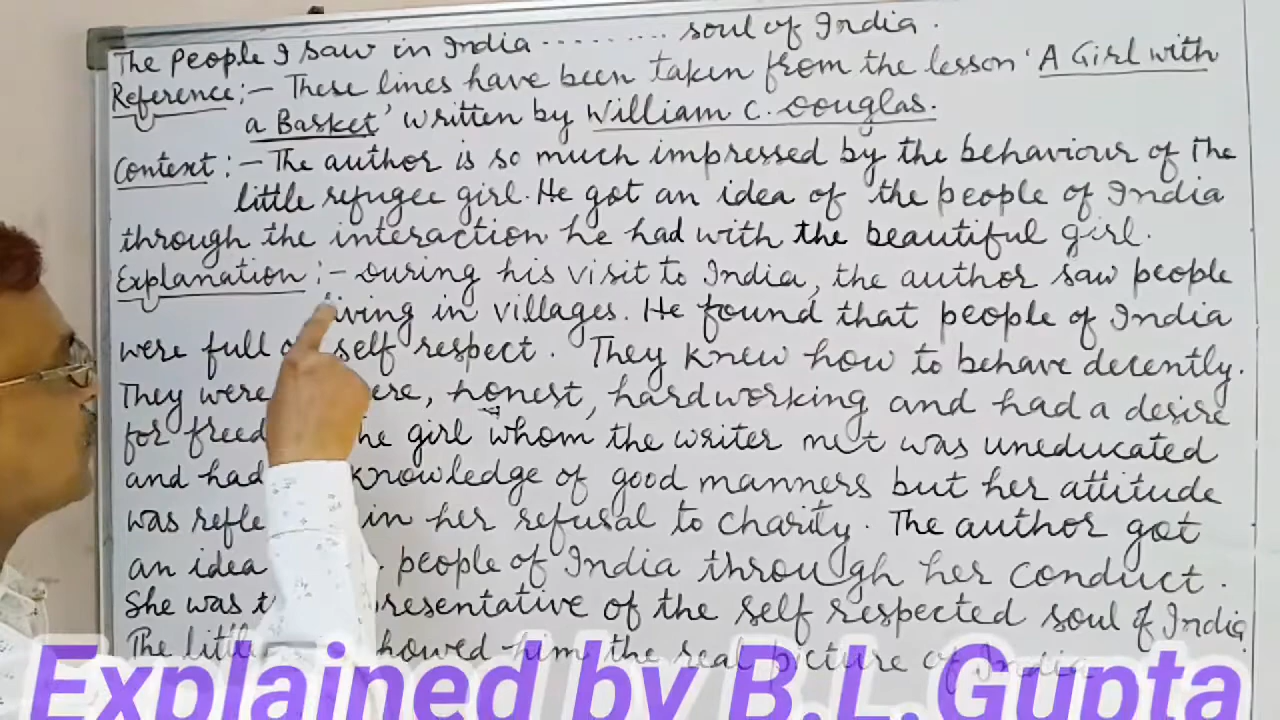 The People I saw in India .......... soul of India.
Reference:- These lines have been taken from the lesson 'A Girl with
a Basket' written by William C. Douglas.
Context:- The author is so much impressed by the behaviour of the
little refugee girl. He got an idea of the people of India
through the interaction he had with the beautiful girl.
Explanation:- During his visit to India, the author saw people
living in villages. He found that people of India
were full self respect. They knew how to behave decently.
They were honest, hardworking and had a desire
for girl whom the writer met was uneducated
and had knowledge of good manners but her attitude
was in her refusal to charity. The author got
an idea people of India through her conduct.
She was of the self respected soul of India
The him the real picture of India
Explained by B.L.Gupta